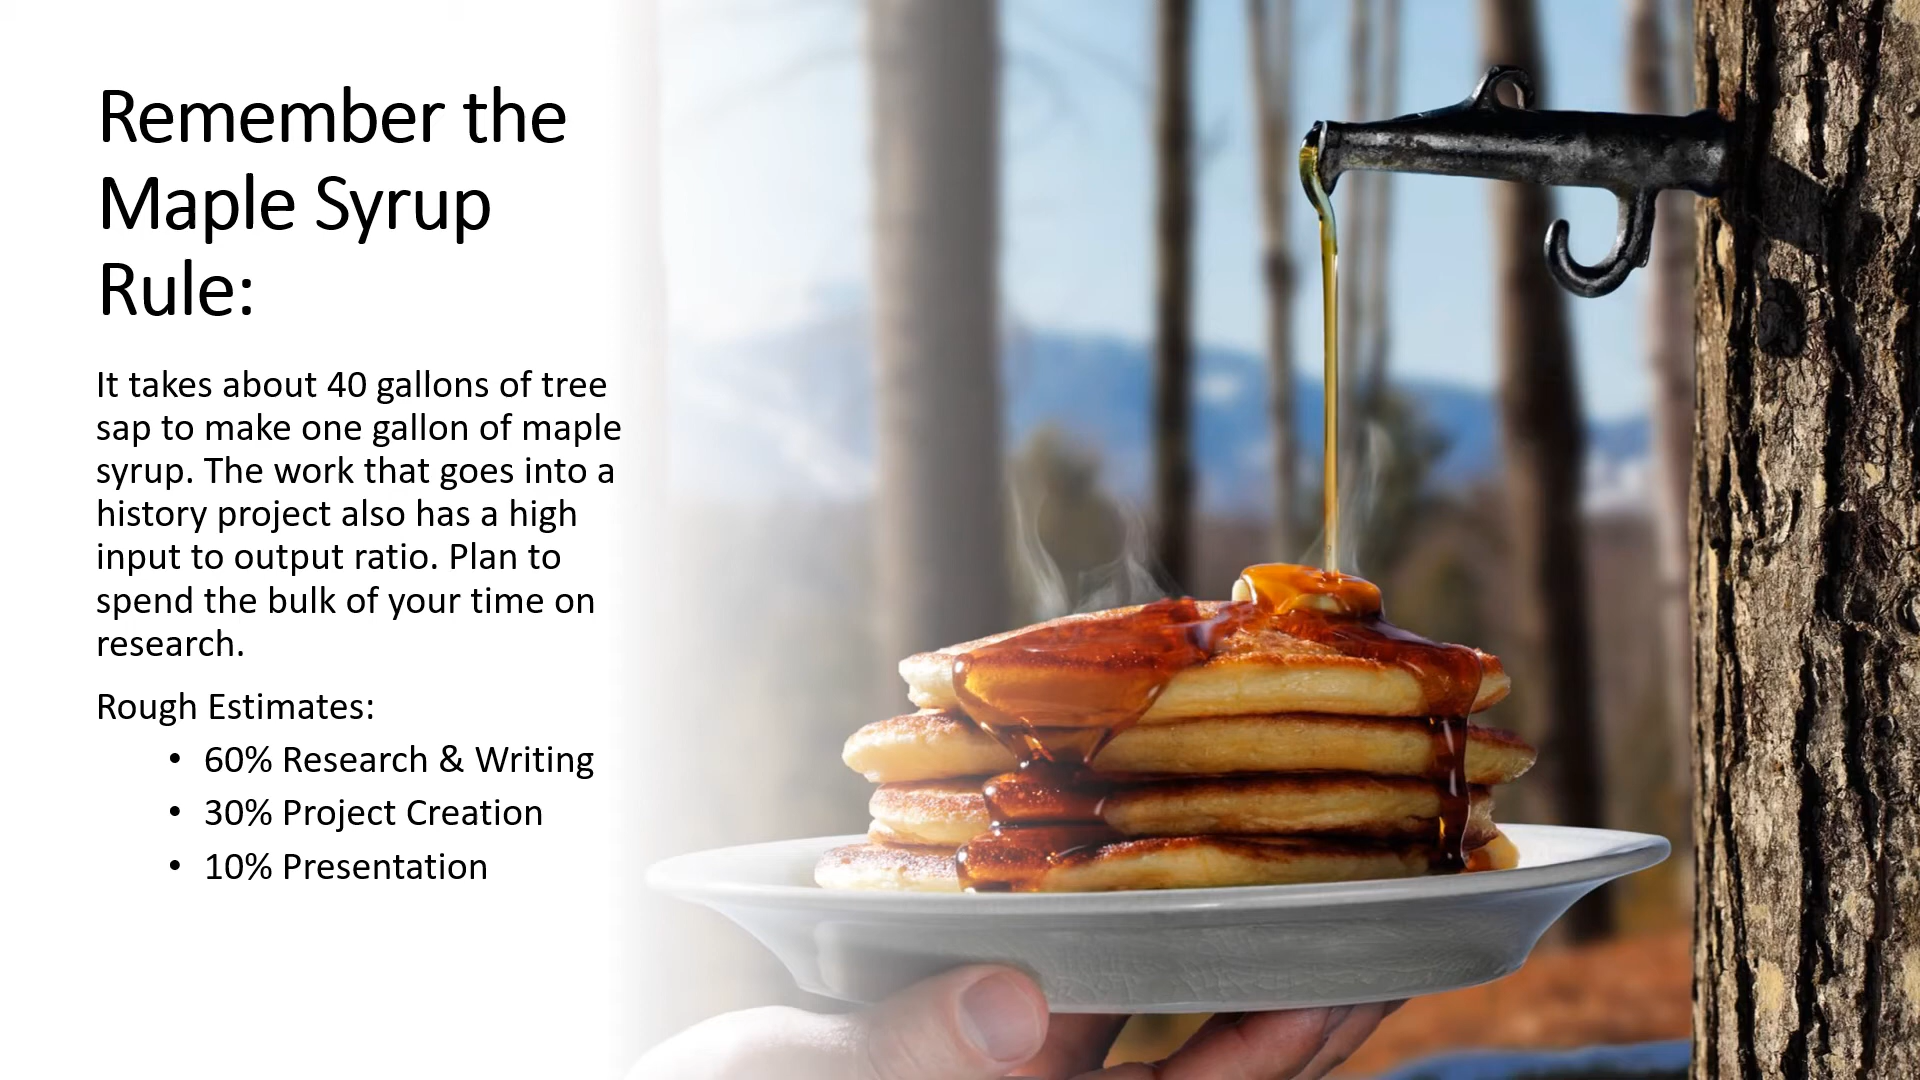 Remember the
Maple Syrup
Rule:
It takes about 40 gallons of tree
sap to make one gallon of maple
syrup. The work that goes into a
history project also has a high
input to output ratio. Plan to
spend the bulk of your time on
research.
Rough Estimates:
• 60% Research & Writing
• 30% Project Creation
• 10% Presentation